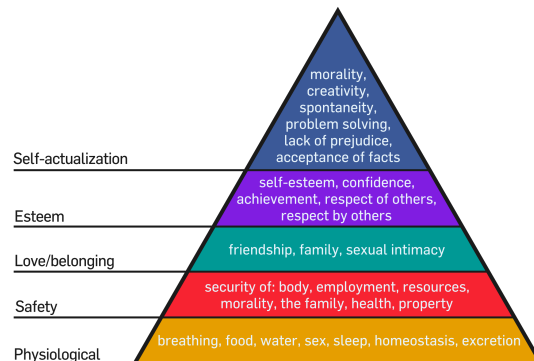 morality,
creativity,
spontaneity,
problem solving,
lack of prejudice,
acceptance of facts
Self-actualization
self-esteem, confidence,
achievement, respect of others,
respect by others
Esteem
friendship, family, sexual intimacy
Love/belonging
security of: body, employment, resources,
morality, the family, health, property
Safety
breathing, food, water, sex, sleep, homeostasis, excretion
Physiological